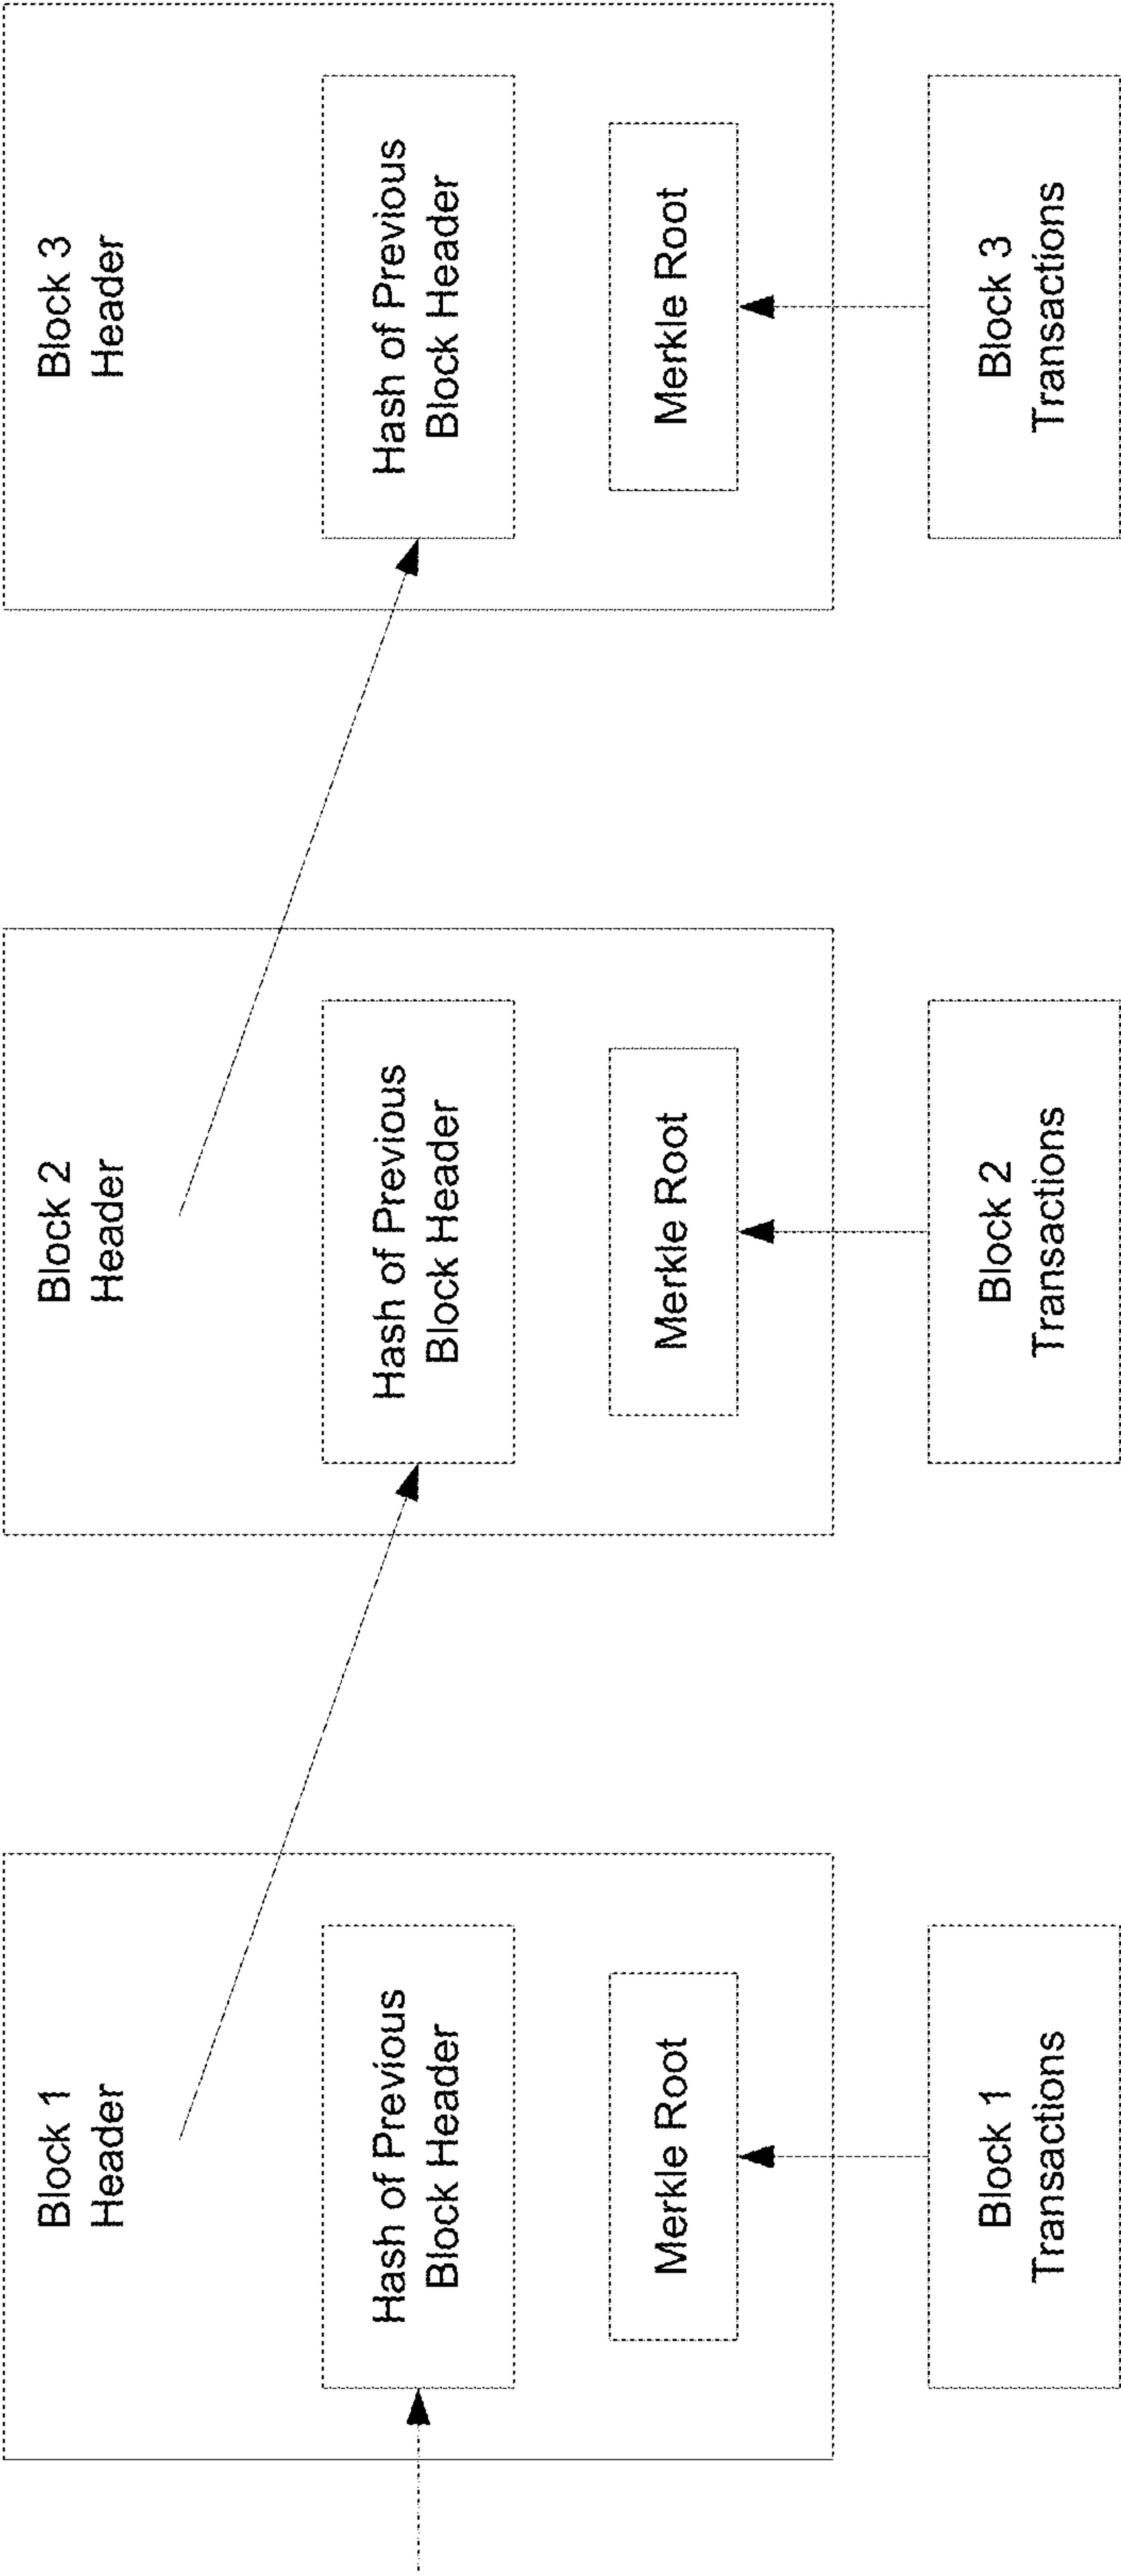 Block 1
Header
Hash of Previous
Block Header
Merkle Root
Block 1
Transactions
Block 2
Header
Hash of Previous
Block Header
Merkle Root
Block 2
Transactions
Block 3
Header
Hash of Previous
Block Header
Merkle Root
Block 3
Transactions